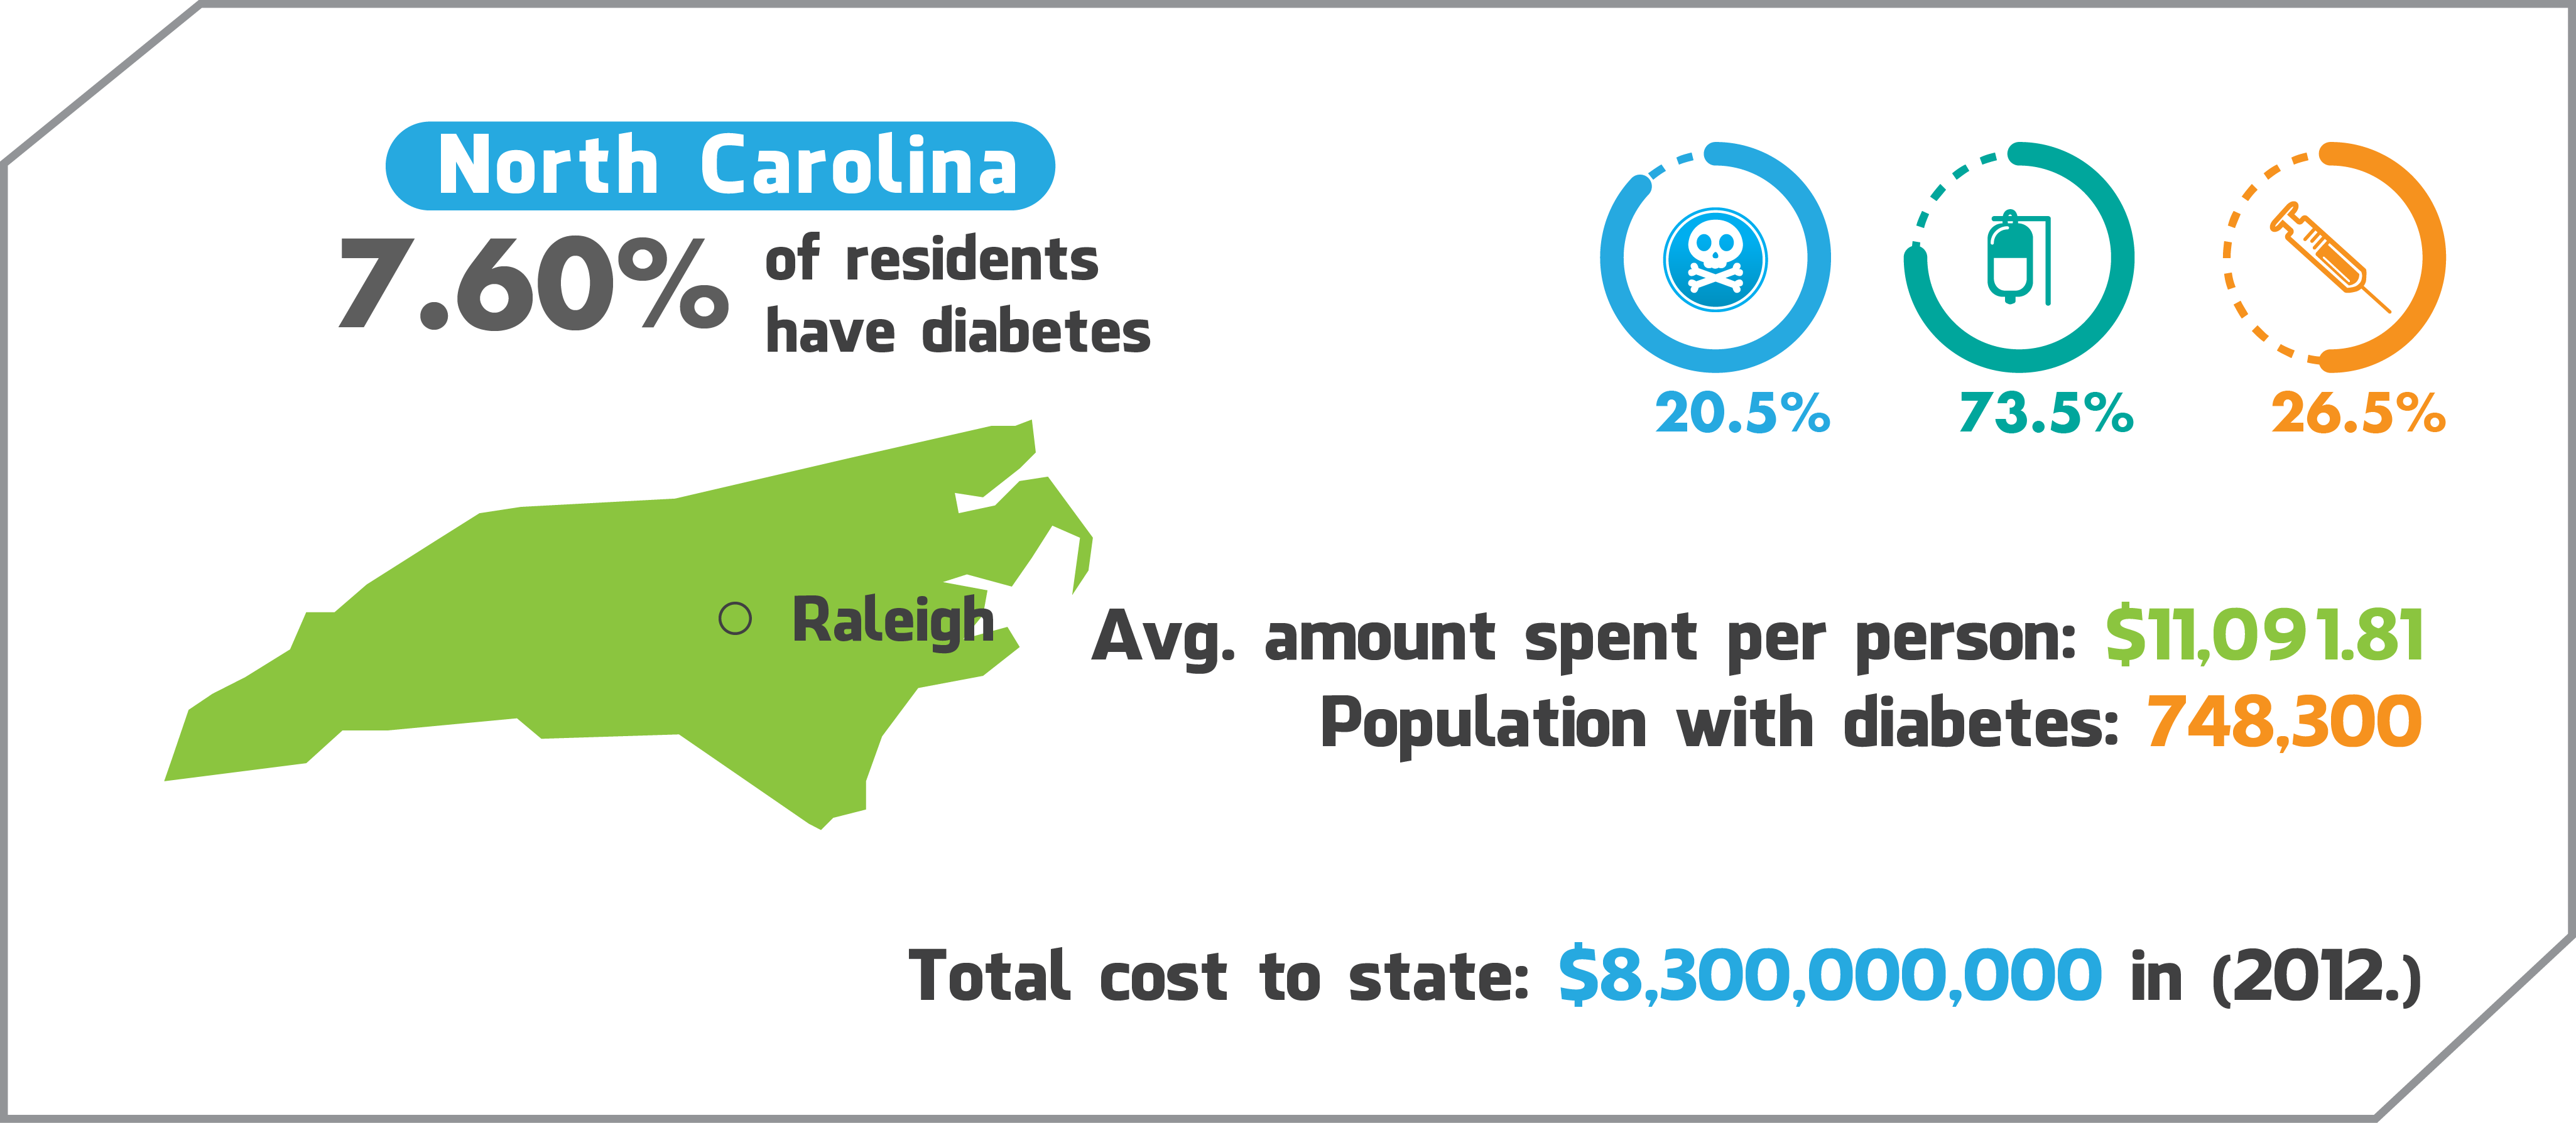 North Carolina
7.60% of residents
have diabetes
20.5% 73.5% 26.5%
Raleigh
Avg. amount spent per person: $11,091.81
Population with diabetes: 748,300
Total cost to state: $8,300,000,000 in (2012.)